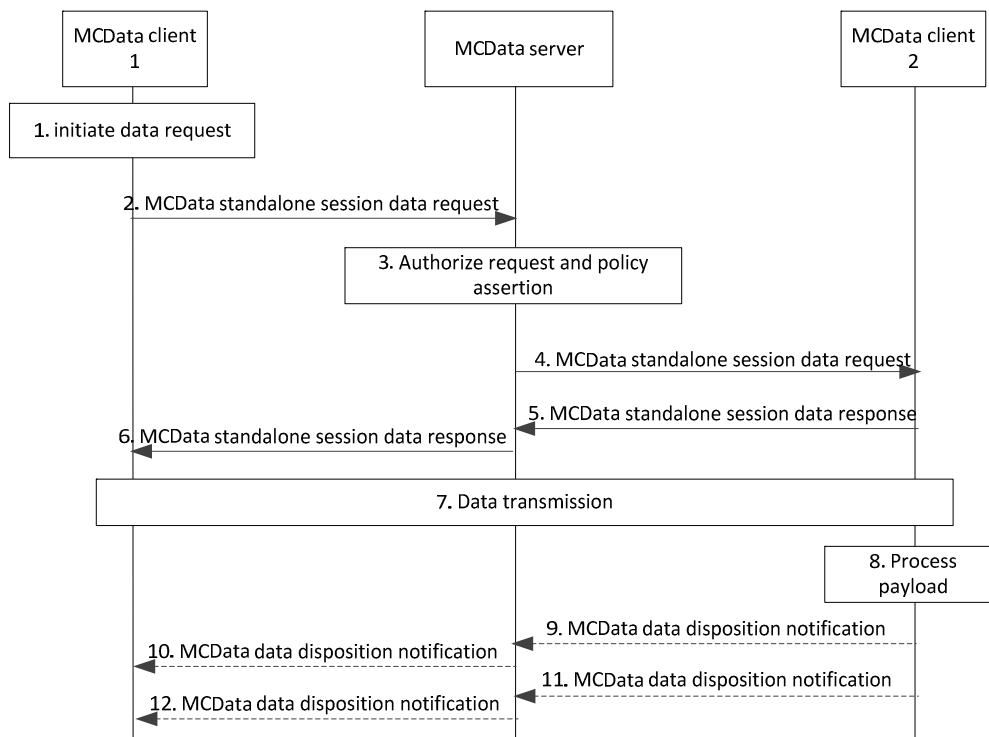 MCData client
1
MCData server
MCData client
2
1. initiate data request
2. MCData standalone session data request
3. Authorize request and policy
assertion
4. MCData standalone session data request
5. MCData standalone session data response
6. MCData standalone session data response
7. Data transmission
8. Process
payload
9. MCData data disposition notification
10. MCData data disposition notification
11. MCData data disposition notification
12. MCData data disposition notification